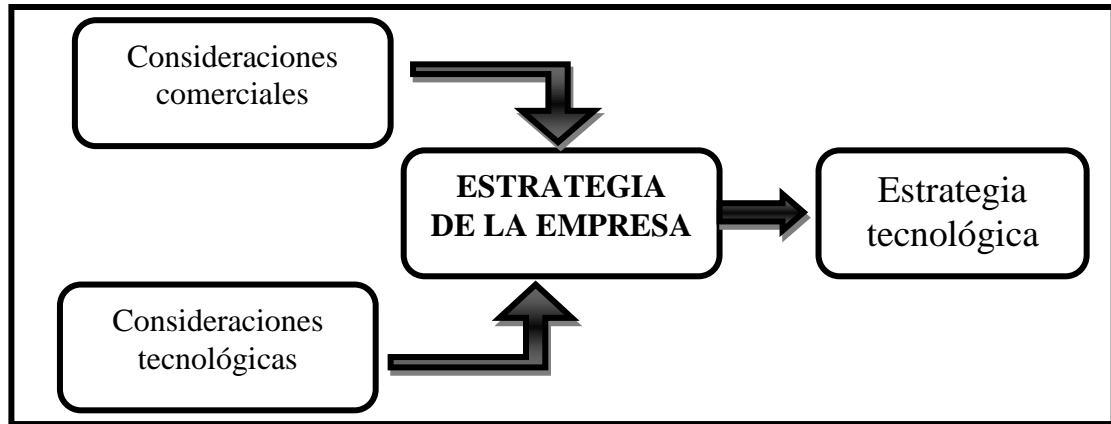 Consideraciones
comerciales
ESTRATEGIA
DE LA EMPRESA
Estrategia
tecnológica
Consideraciones
tecnológicas